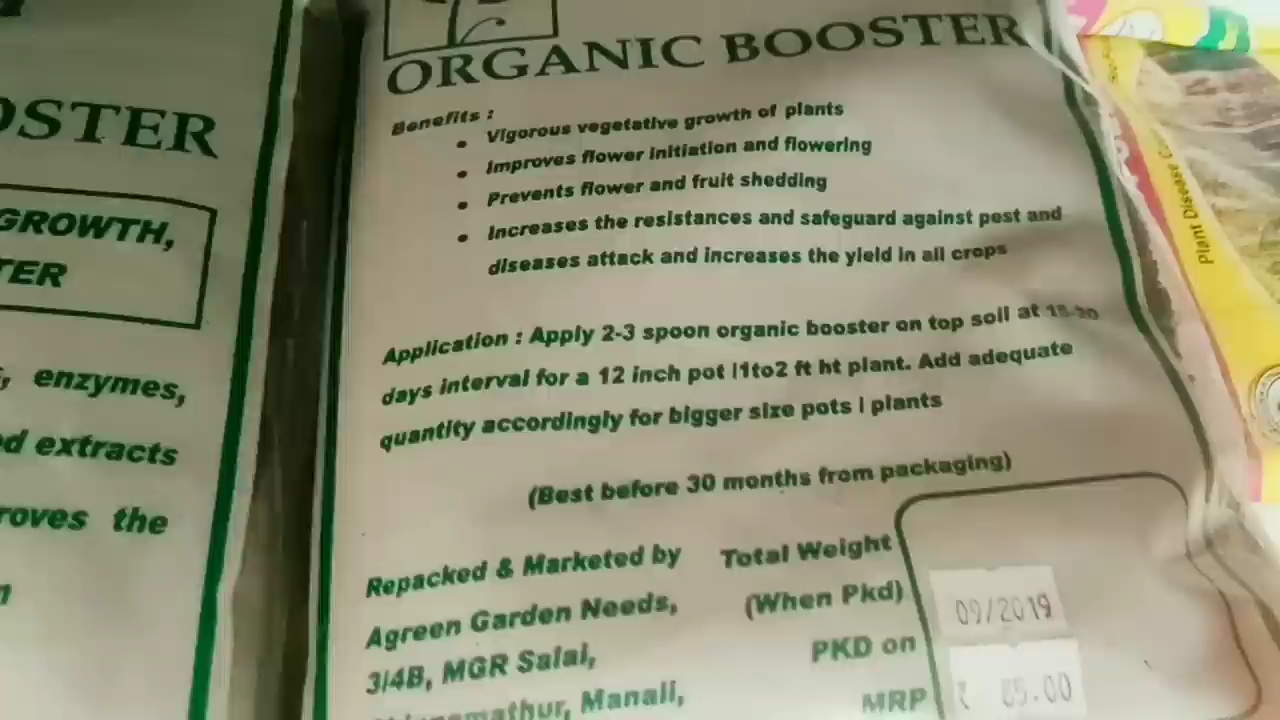 OSTER
GROWTH,
TER
enzymes,
extracts
the
ORGANIC BOOSTER
Benefits :
• Vigorous vegetative growth of plants
• Improves flower initiation and flowering
• Prevents flower and fruit shedding
• Increases the resistances and safeguard against pest and
diseases attack and increases the yield in all crops
Application : Apply 2-3 spoon organic booster on top soil at 15-20
days interval for a 12 inch pot |1to2 ft ht plant. Add adequate
quantity accordingly for bigger size pots | plants
(Best before 30 months from packaging)
Repacked & Marketed by
Agreen Garden Needs,
3/4B, MGR Salai,
Manali,
Total Weight
(When Pkd)
PKD on
MRP
09/2019
85.00
Plant Disease